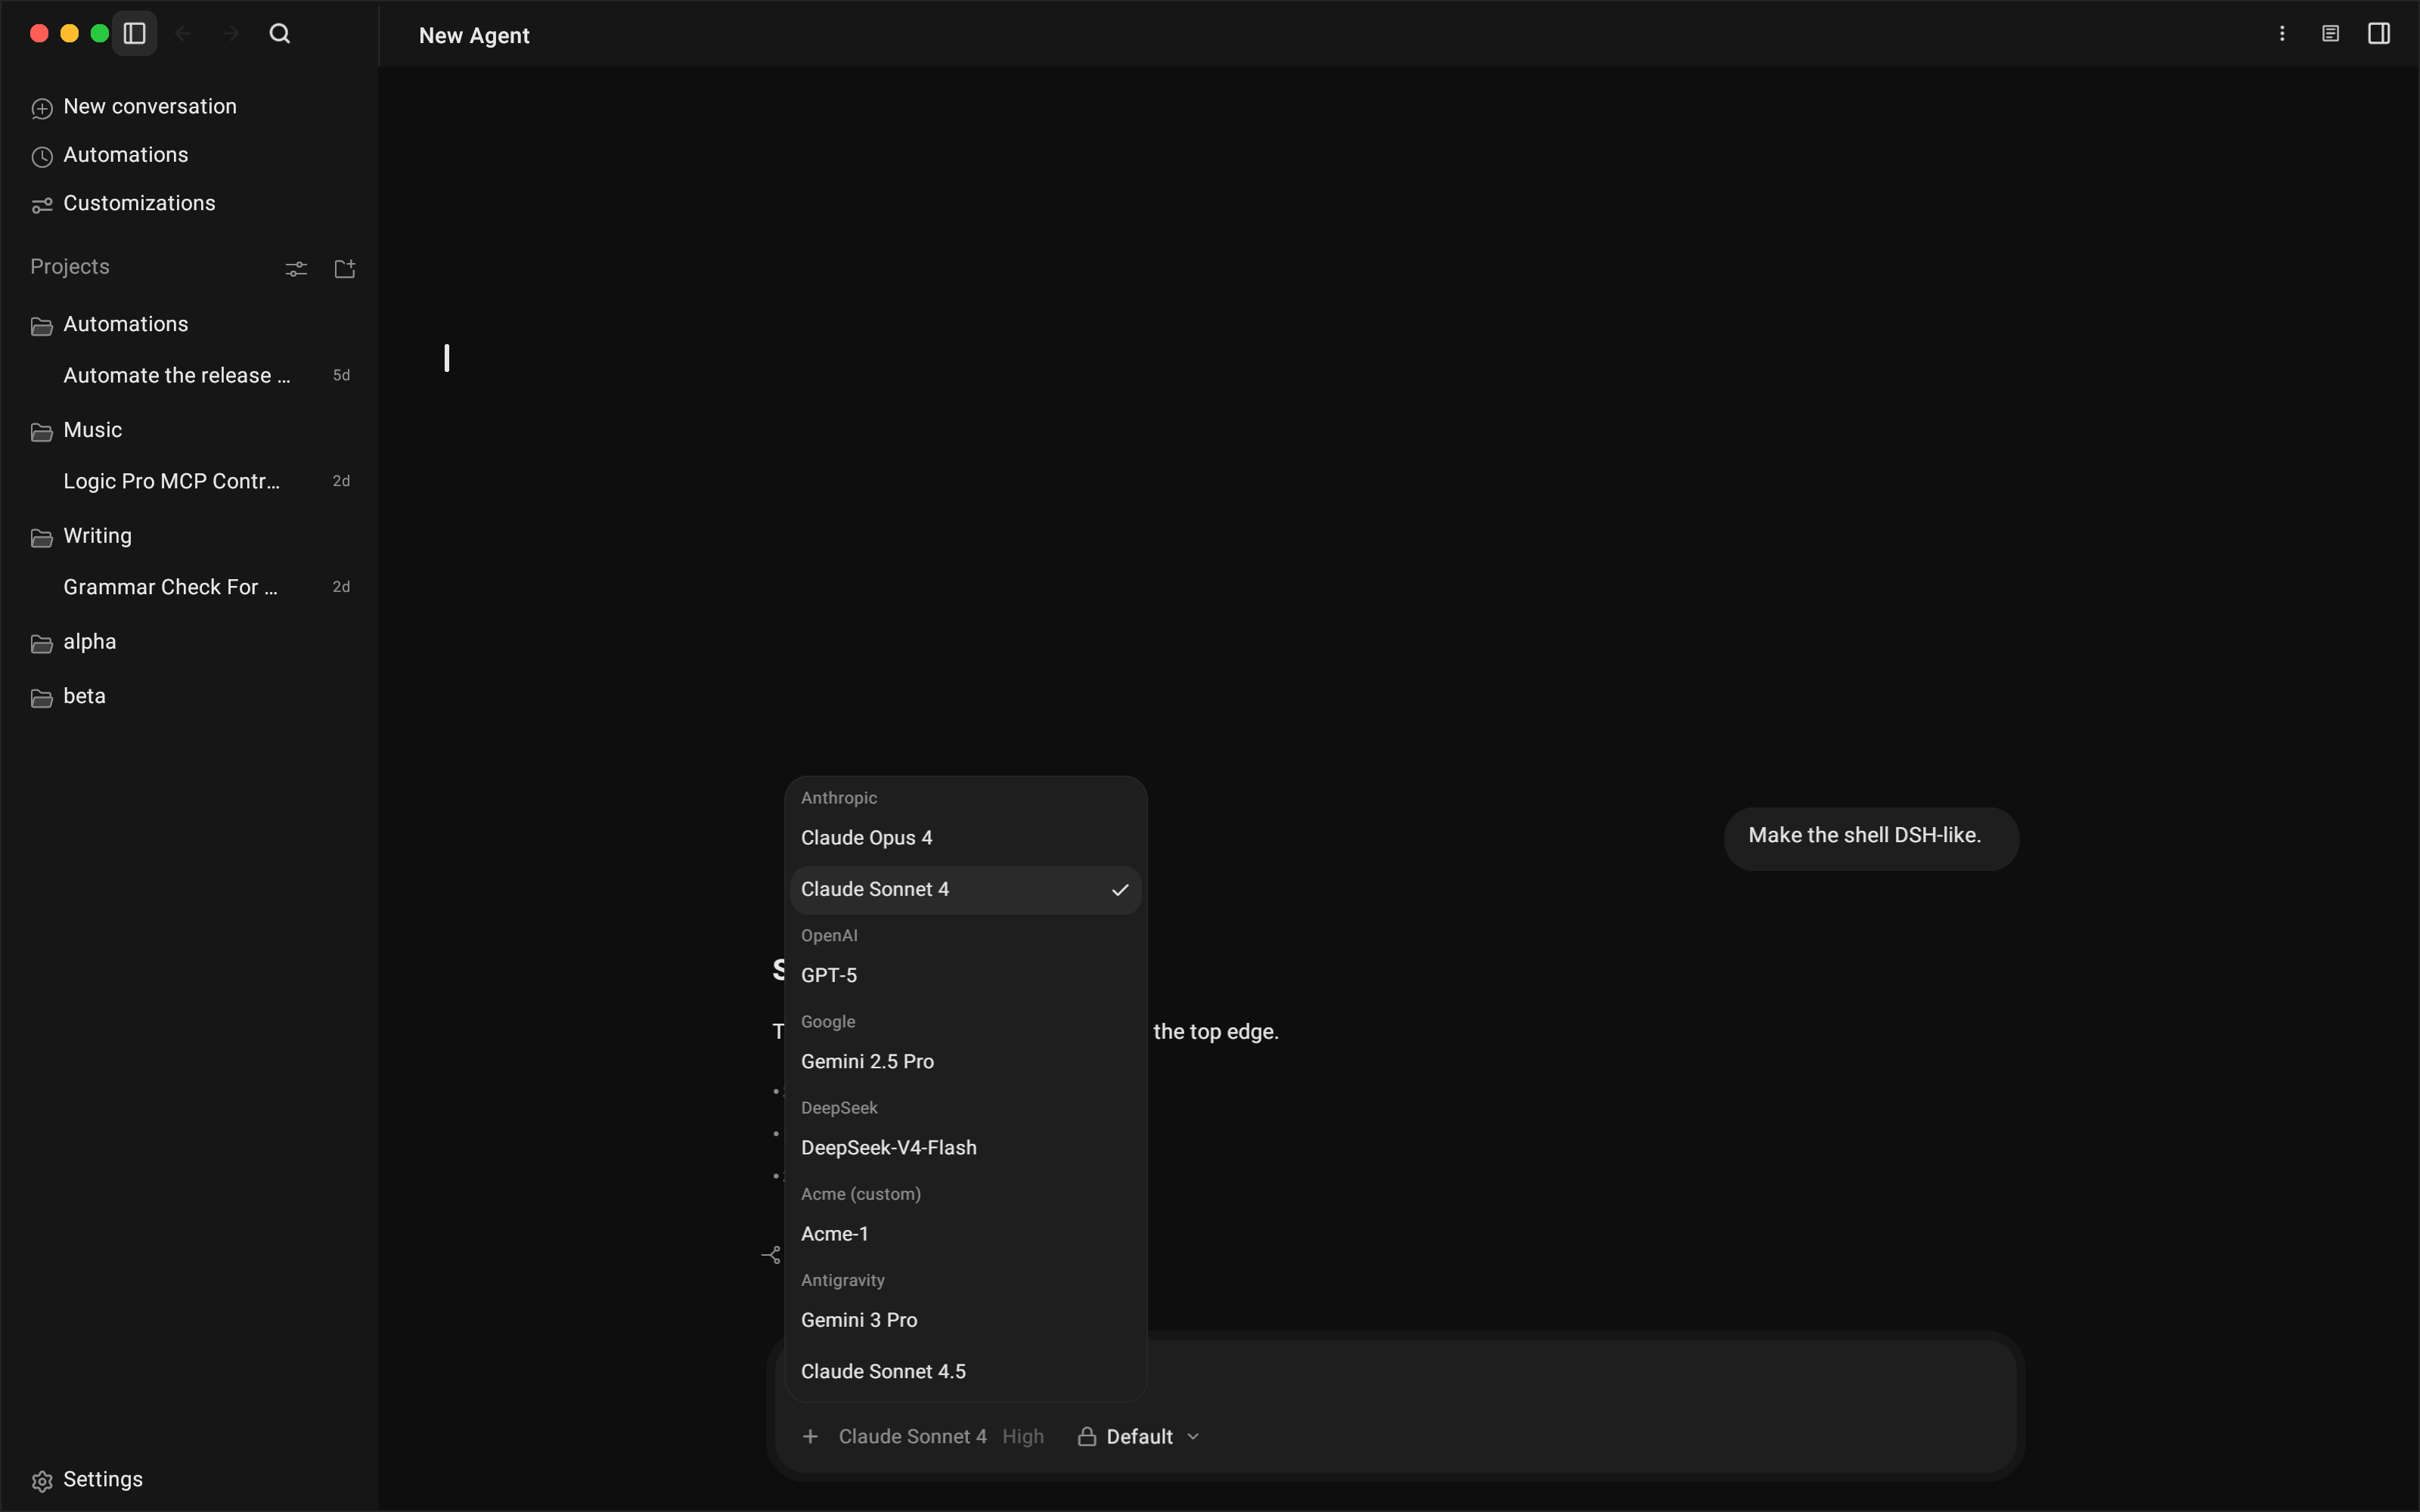 New Agent
New conversation
Automations
Customizations
Projects
Automations
Automate the release ... 5d
Music
Logic Pro MCP Contr... 2d
Writing
Grammar Check For ... 2d
alpha
beta
Settings
Make the shell DSH-like.
the top edge.
Anthropic
Claude Opus 4
Claude Sonnet 4
OpenAI
GPT-5
Google
Gemini 2.5 Pro
DeepSeek
DeepSeek-V4-Flash
Acme (custom)
Acme-1
Antigravity
Gemini 3 Pro
Claude Sonnet 4.5
Claude Sonnet 4 High Default